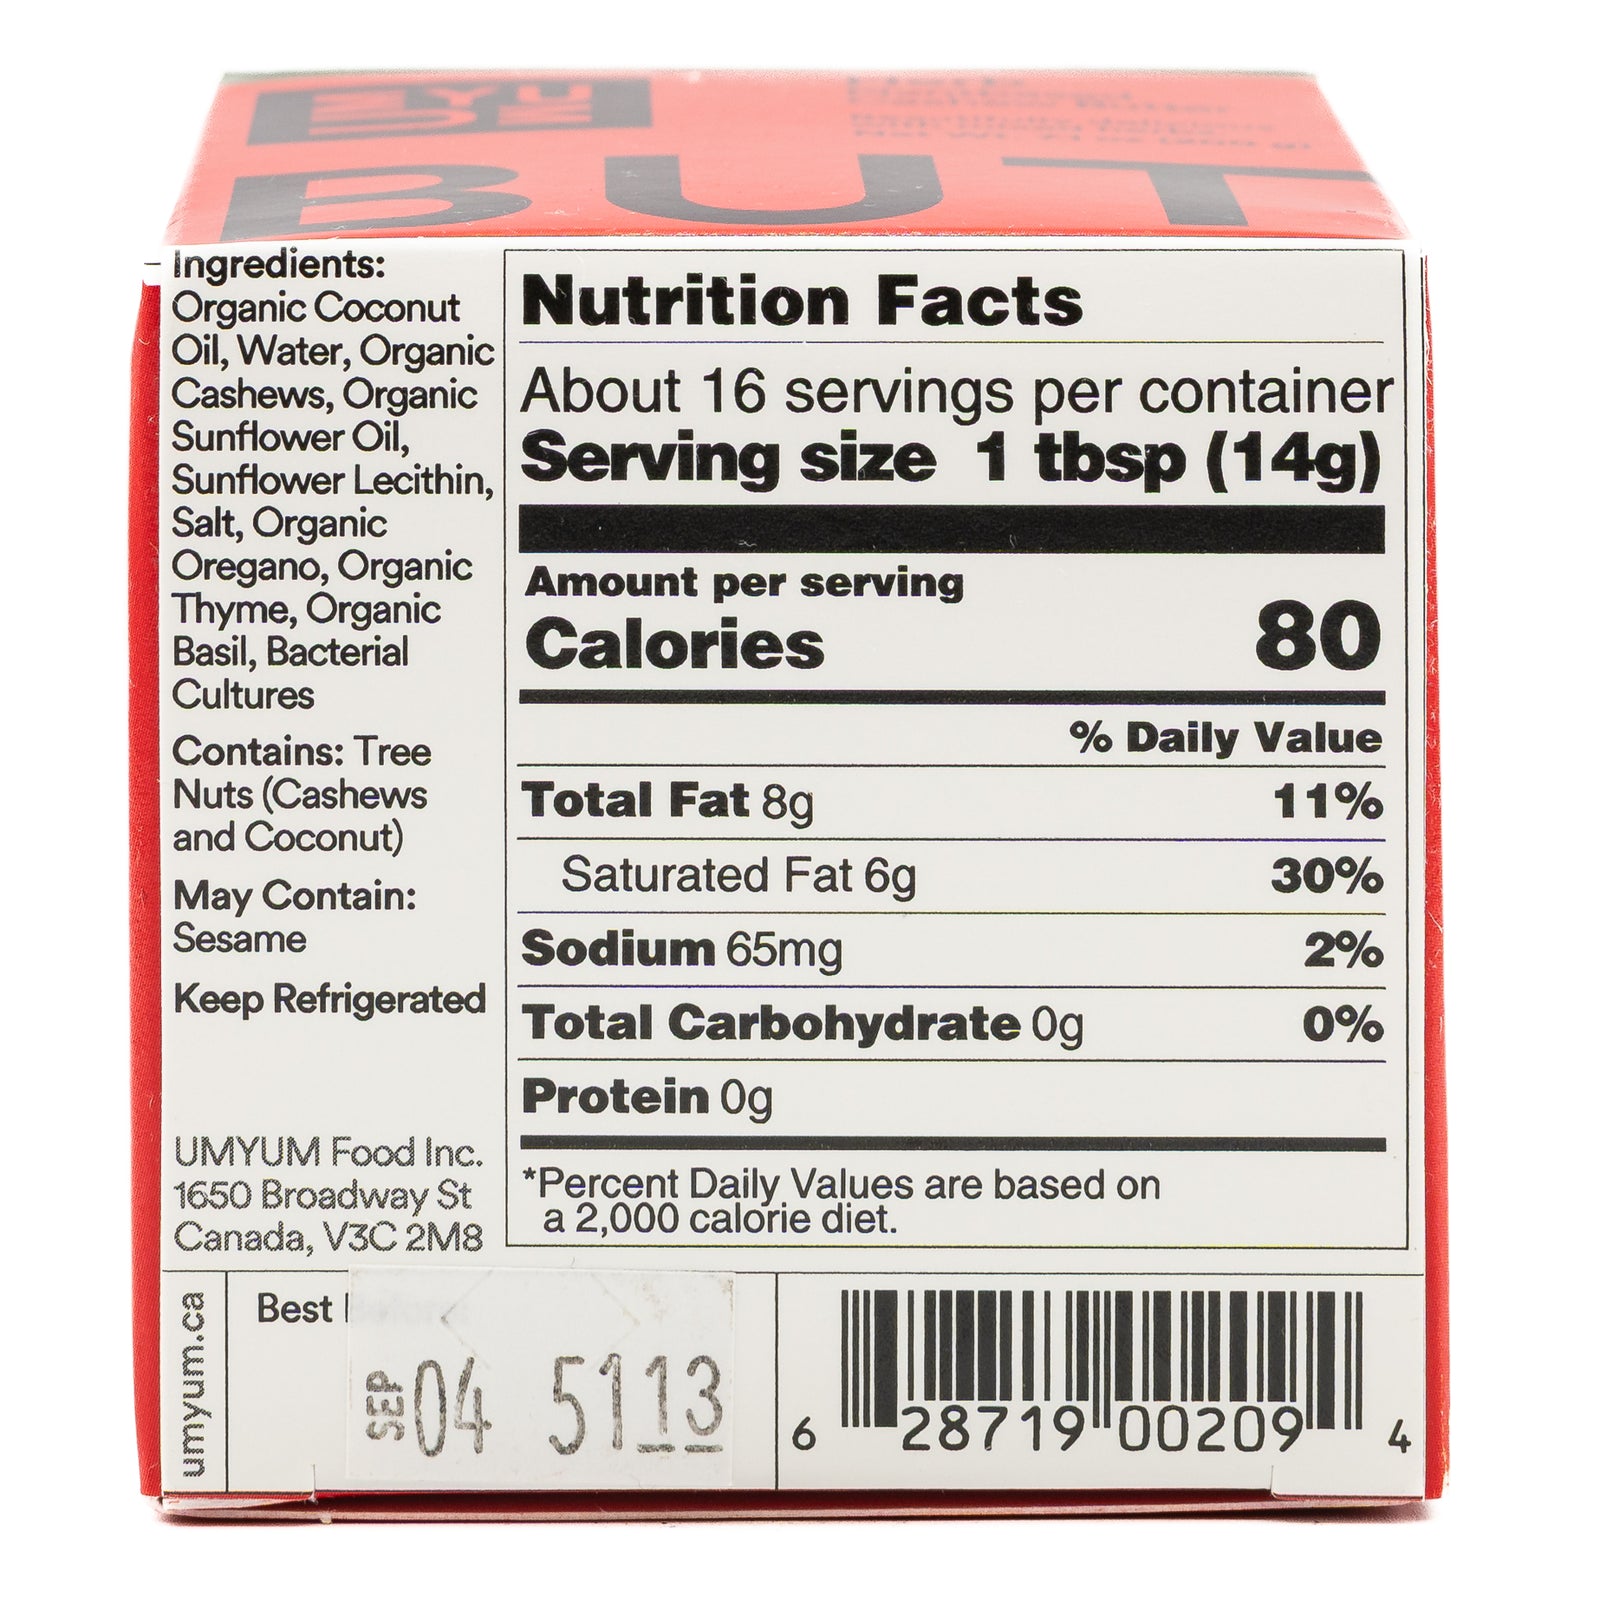 UMYUM
BUT
Ingredients:
Organic Coconut
Oil, Water, Organic
Cashews, Organic
Sunflower Oil,
Sunflower Lecithin,
Salt, Organic
Oregano, Organic
Thyme, Organic
Basil, Bacterial
Cultures
Contains: Tree
Nuts (Cashews
and Coconut)
May Contain:
Sesame
Keep Refrigerated
UMYUM Food Inc.
1650 Broadway St
Canada, V3C 2M8
Nutrition Facts
About 16 servings per container
Serving size 1 tbsp (14g)
Amount per serving
Calories 80
% Daily Value
Total Fat 8g 11%
Saturated Fat 6g 30%
Sodium 65mg 2%
Total Carbohydrate 0g 0%
Protein 0g
*Percent Daily Values are based on
a 2,000 calorie diet.
umyum.ca
Best Before:
SEP 04 5113
6 28719 00209 4